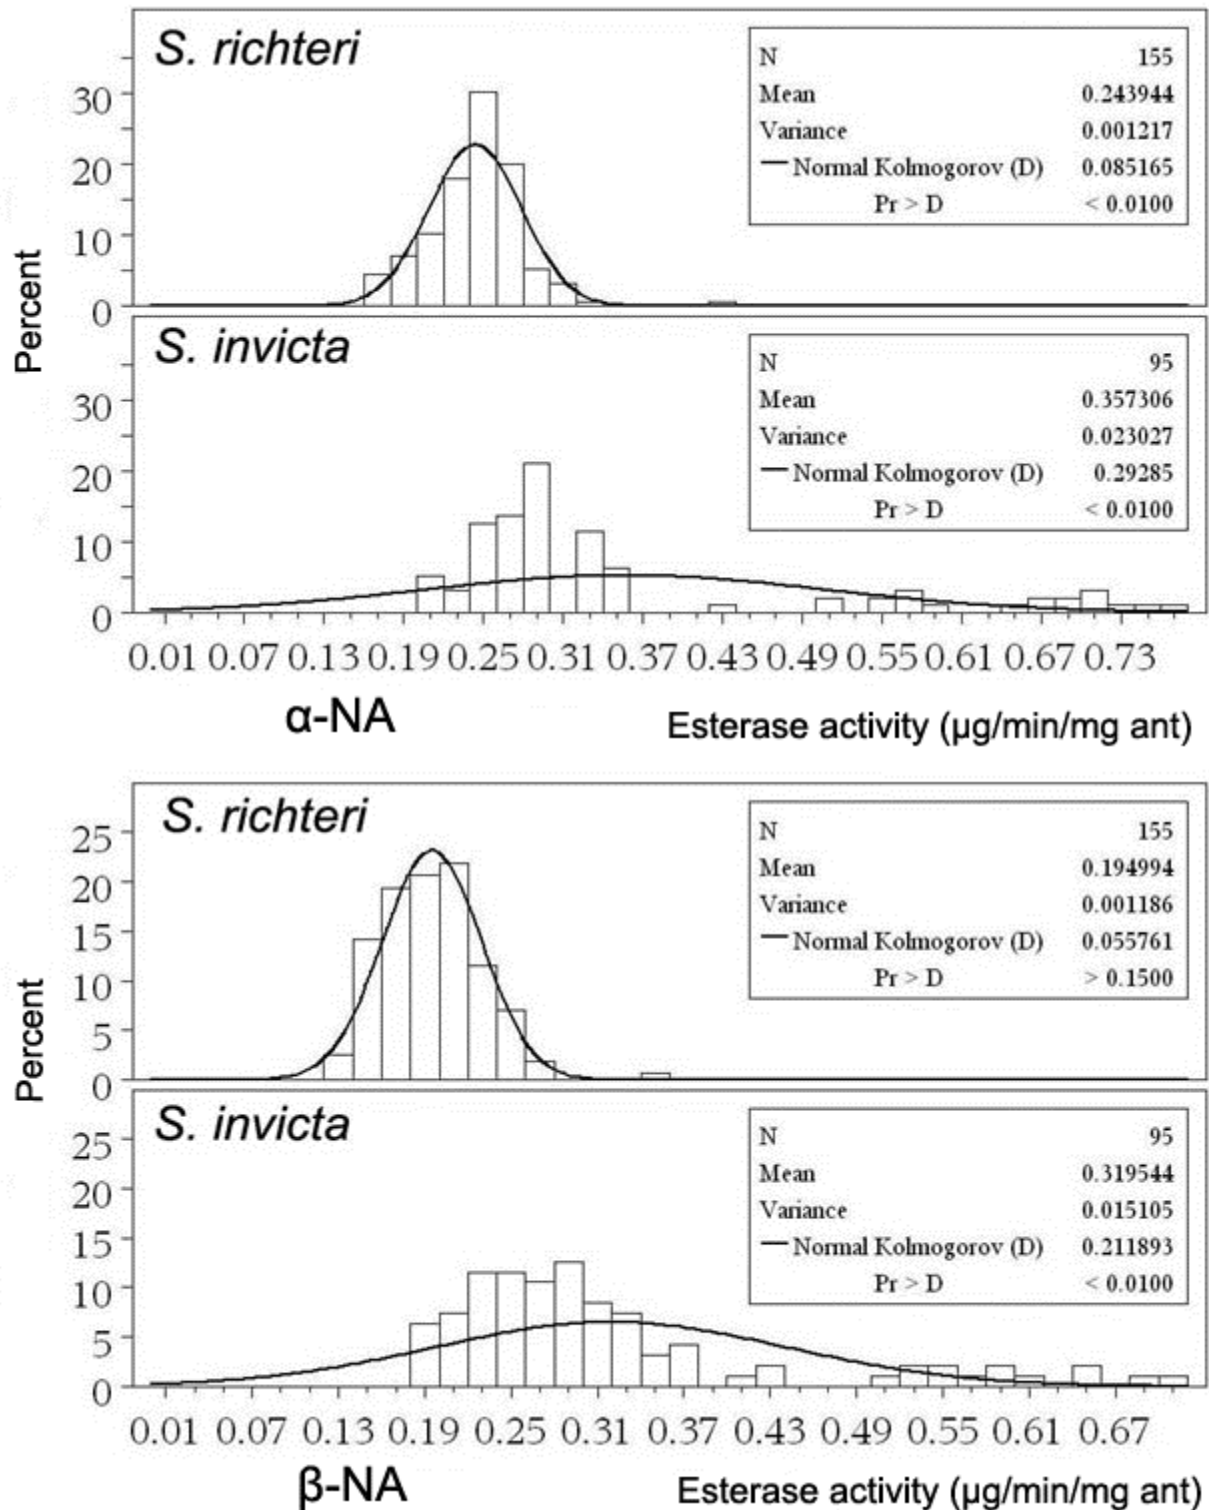 S. richteri
N 155
Mean 0.243944
Variance 0.001217
Normal Kolmogorov (D) 0.085165
Pr > D < 0.0100
30
20
10
0
Percent
S. invicta
N 95
Mean 0.357306
Variance 0.023027
Normal Kolmogorov (D) 0.29285
Pr > D < 0.0100
0
30
20
10
0
0.01 0.07 0.13 0.19 0.25 0.31 0.37 0.43 0.49 0.55 0.61 0.67 0.73
α-NA Esterase activity (µg/min/mg ant)
S. richteri
N 155
Mean 0.194994
Variance 0.001186
Normal Kolmogorov (D) 0.055761
Pr > D > 0.1500
25
20
15
10
5
0
Percent
S. invicta
N 95
Mean 0.319544
Variance 0.015105
Normal Kolmogorov (D) 0.211893
Pr > D < 0.0100
0
25
20
15
10
5
0
0.01 0.07 0.13 0.19 0.25 0.31 0.37 0.43 0.49 0.55 0.61 0.67
β-NA Esterase activity (µg/min/mg ant)